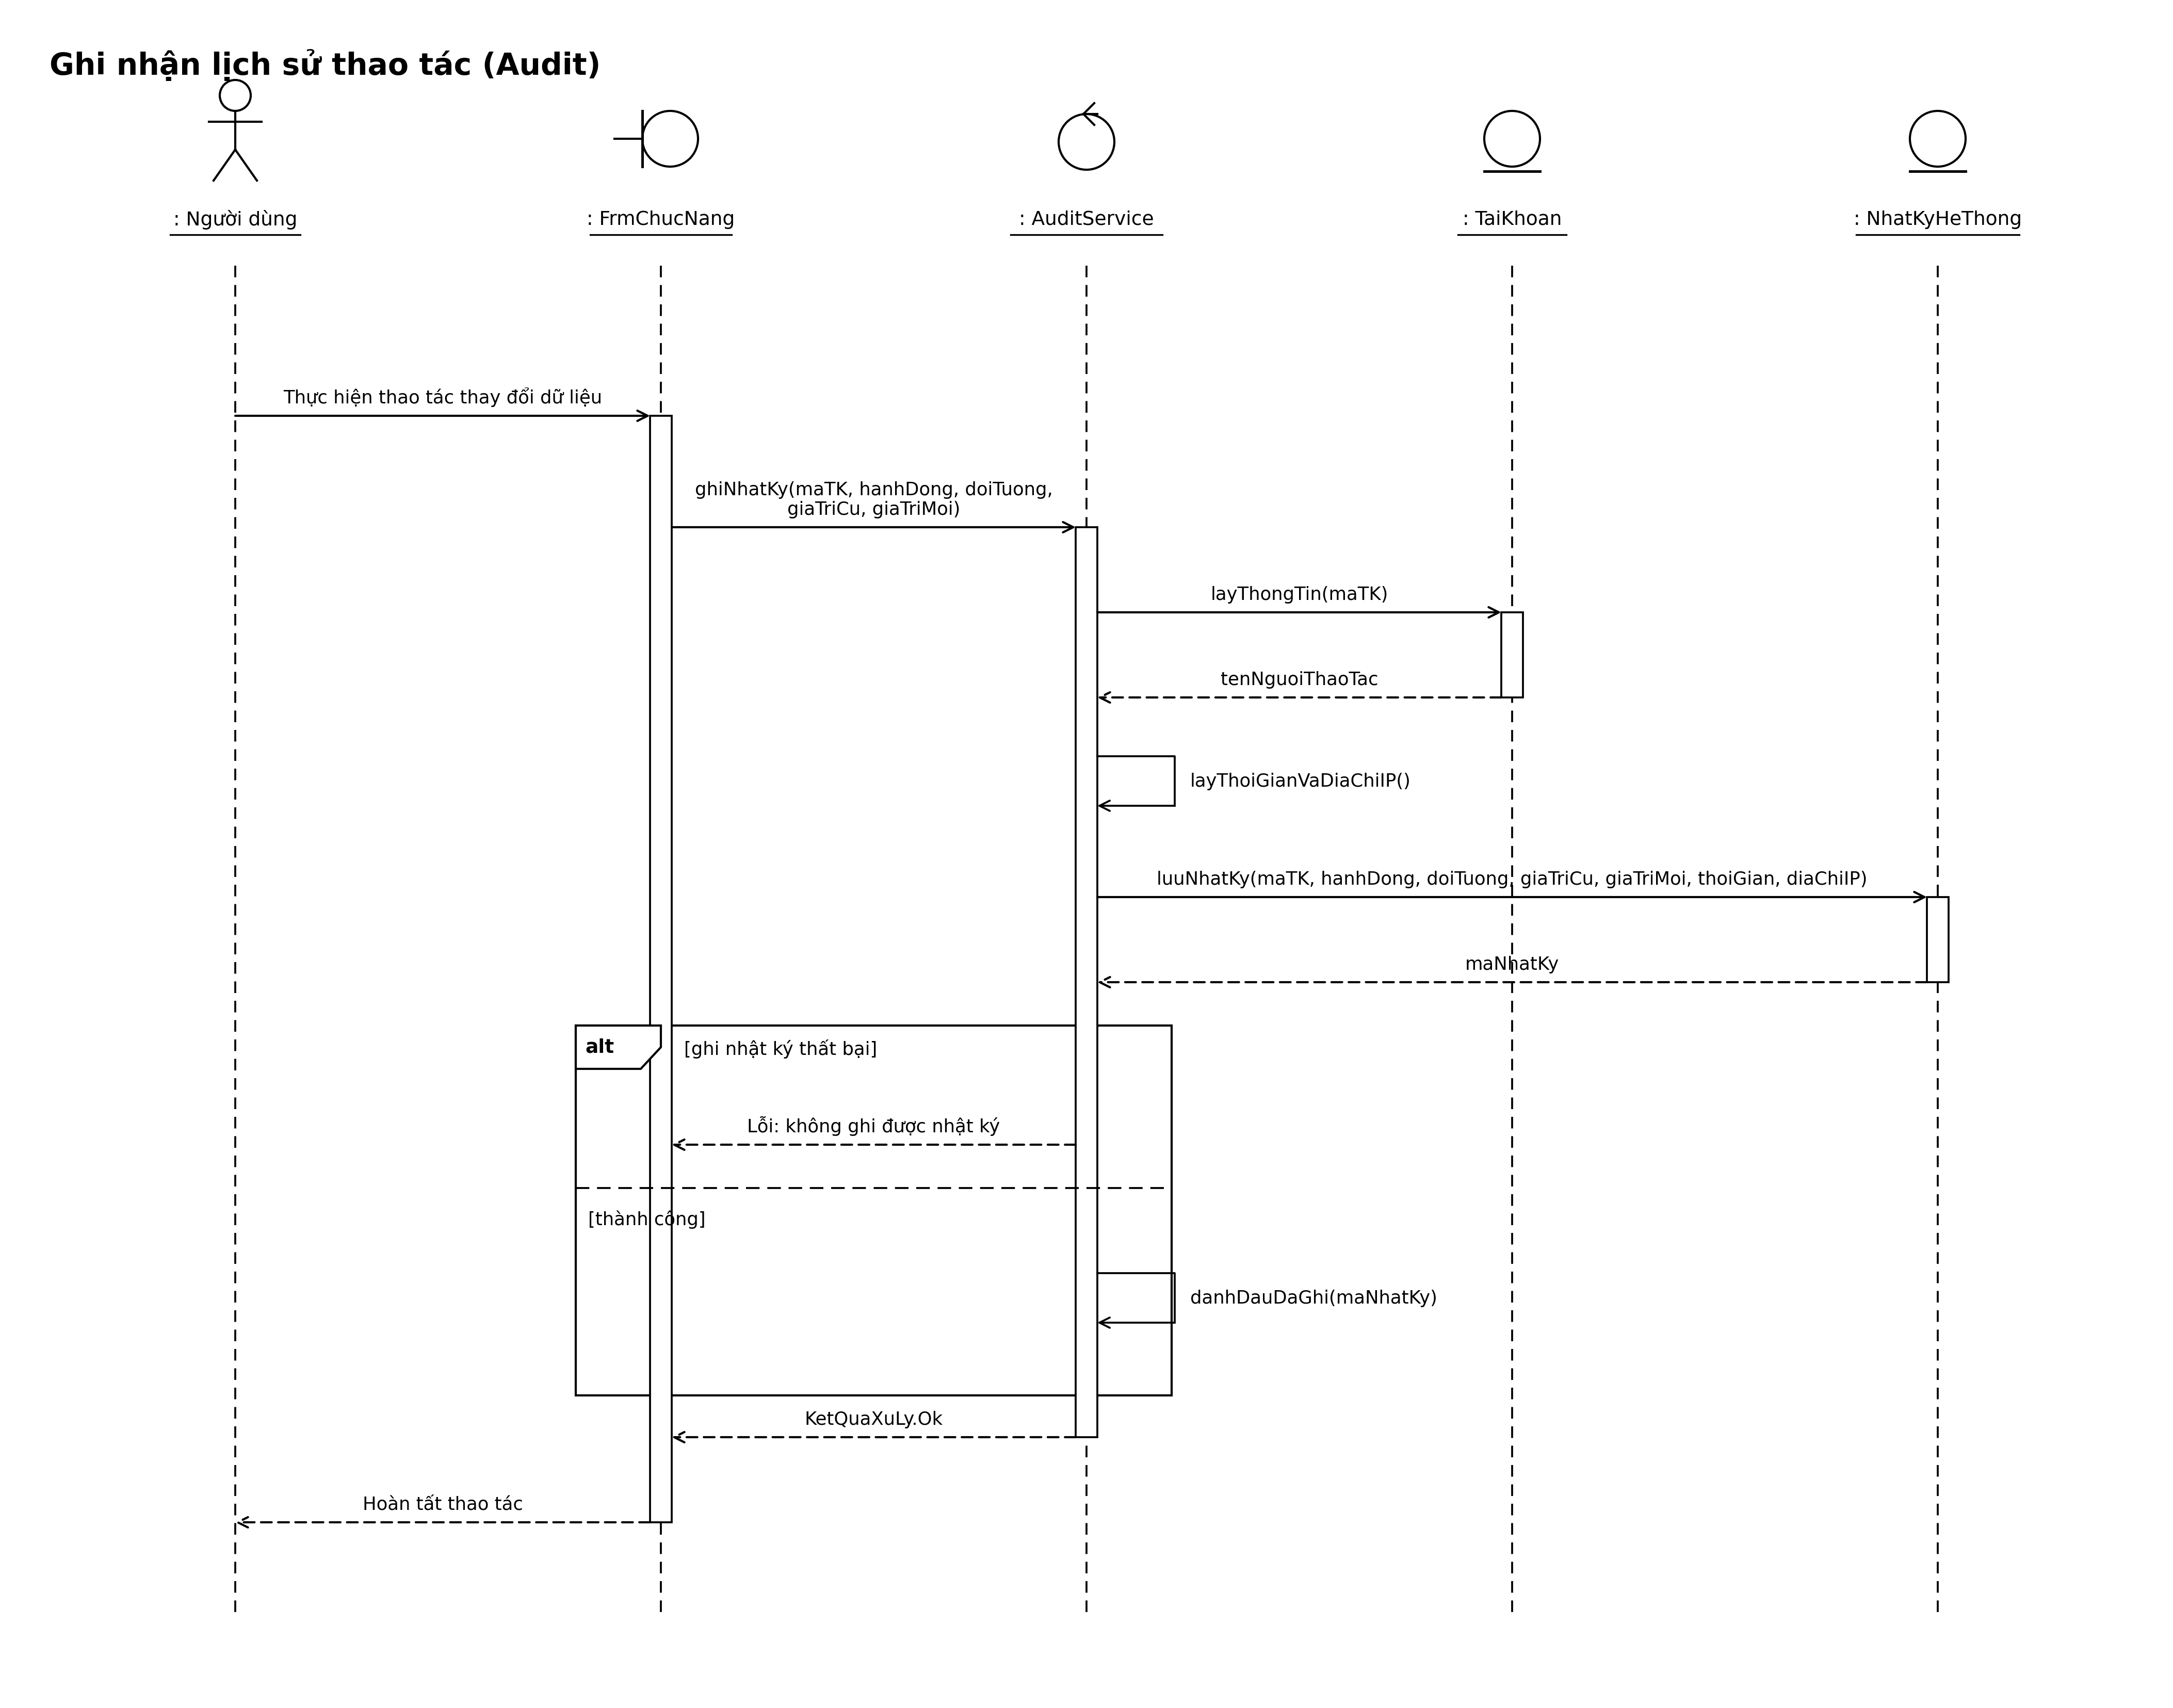 Ghi nhận lịch sử thao tác (Audit)
: Người dùng
: FrmChucNang
: AuditService
: TaiKhoan
: NhatKyHeThong
Thực hiện thao tác thay đổi dữ liệu
ghiNhatKy(maTK, hanhDong, doiTuong,
giaTriCu, giaTriMoi)
layThongTin(maTK)
tenNguoiThaoTac
layThoiGianVaDiaChiIP()
luuNhatKy(maTK, hanhDong, doiTuong, giaTriCu, giaTriMoi, thoiGian, diaChiIP)
maNhatKy
alt
[ghi nhật ký thất bại]
Lỗi: không ghi được nhật ký
[thành công]
danhDauDaGhi(maNhatKy)
KetQuaXuLy.Ok
Hoàn tất thao tác